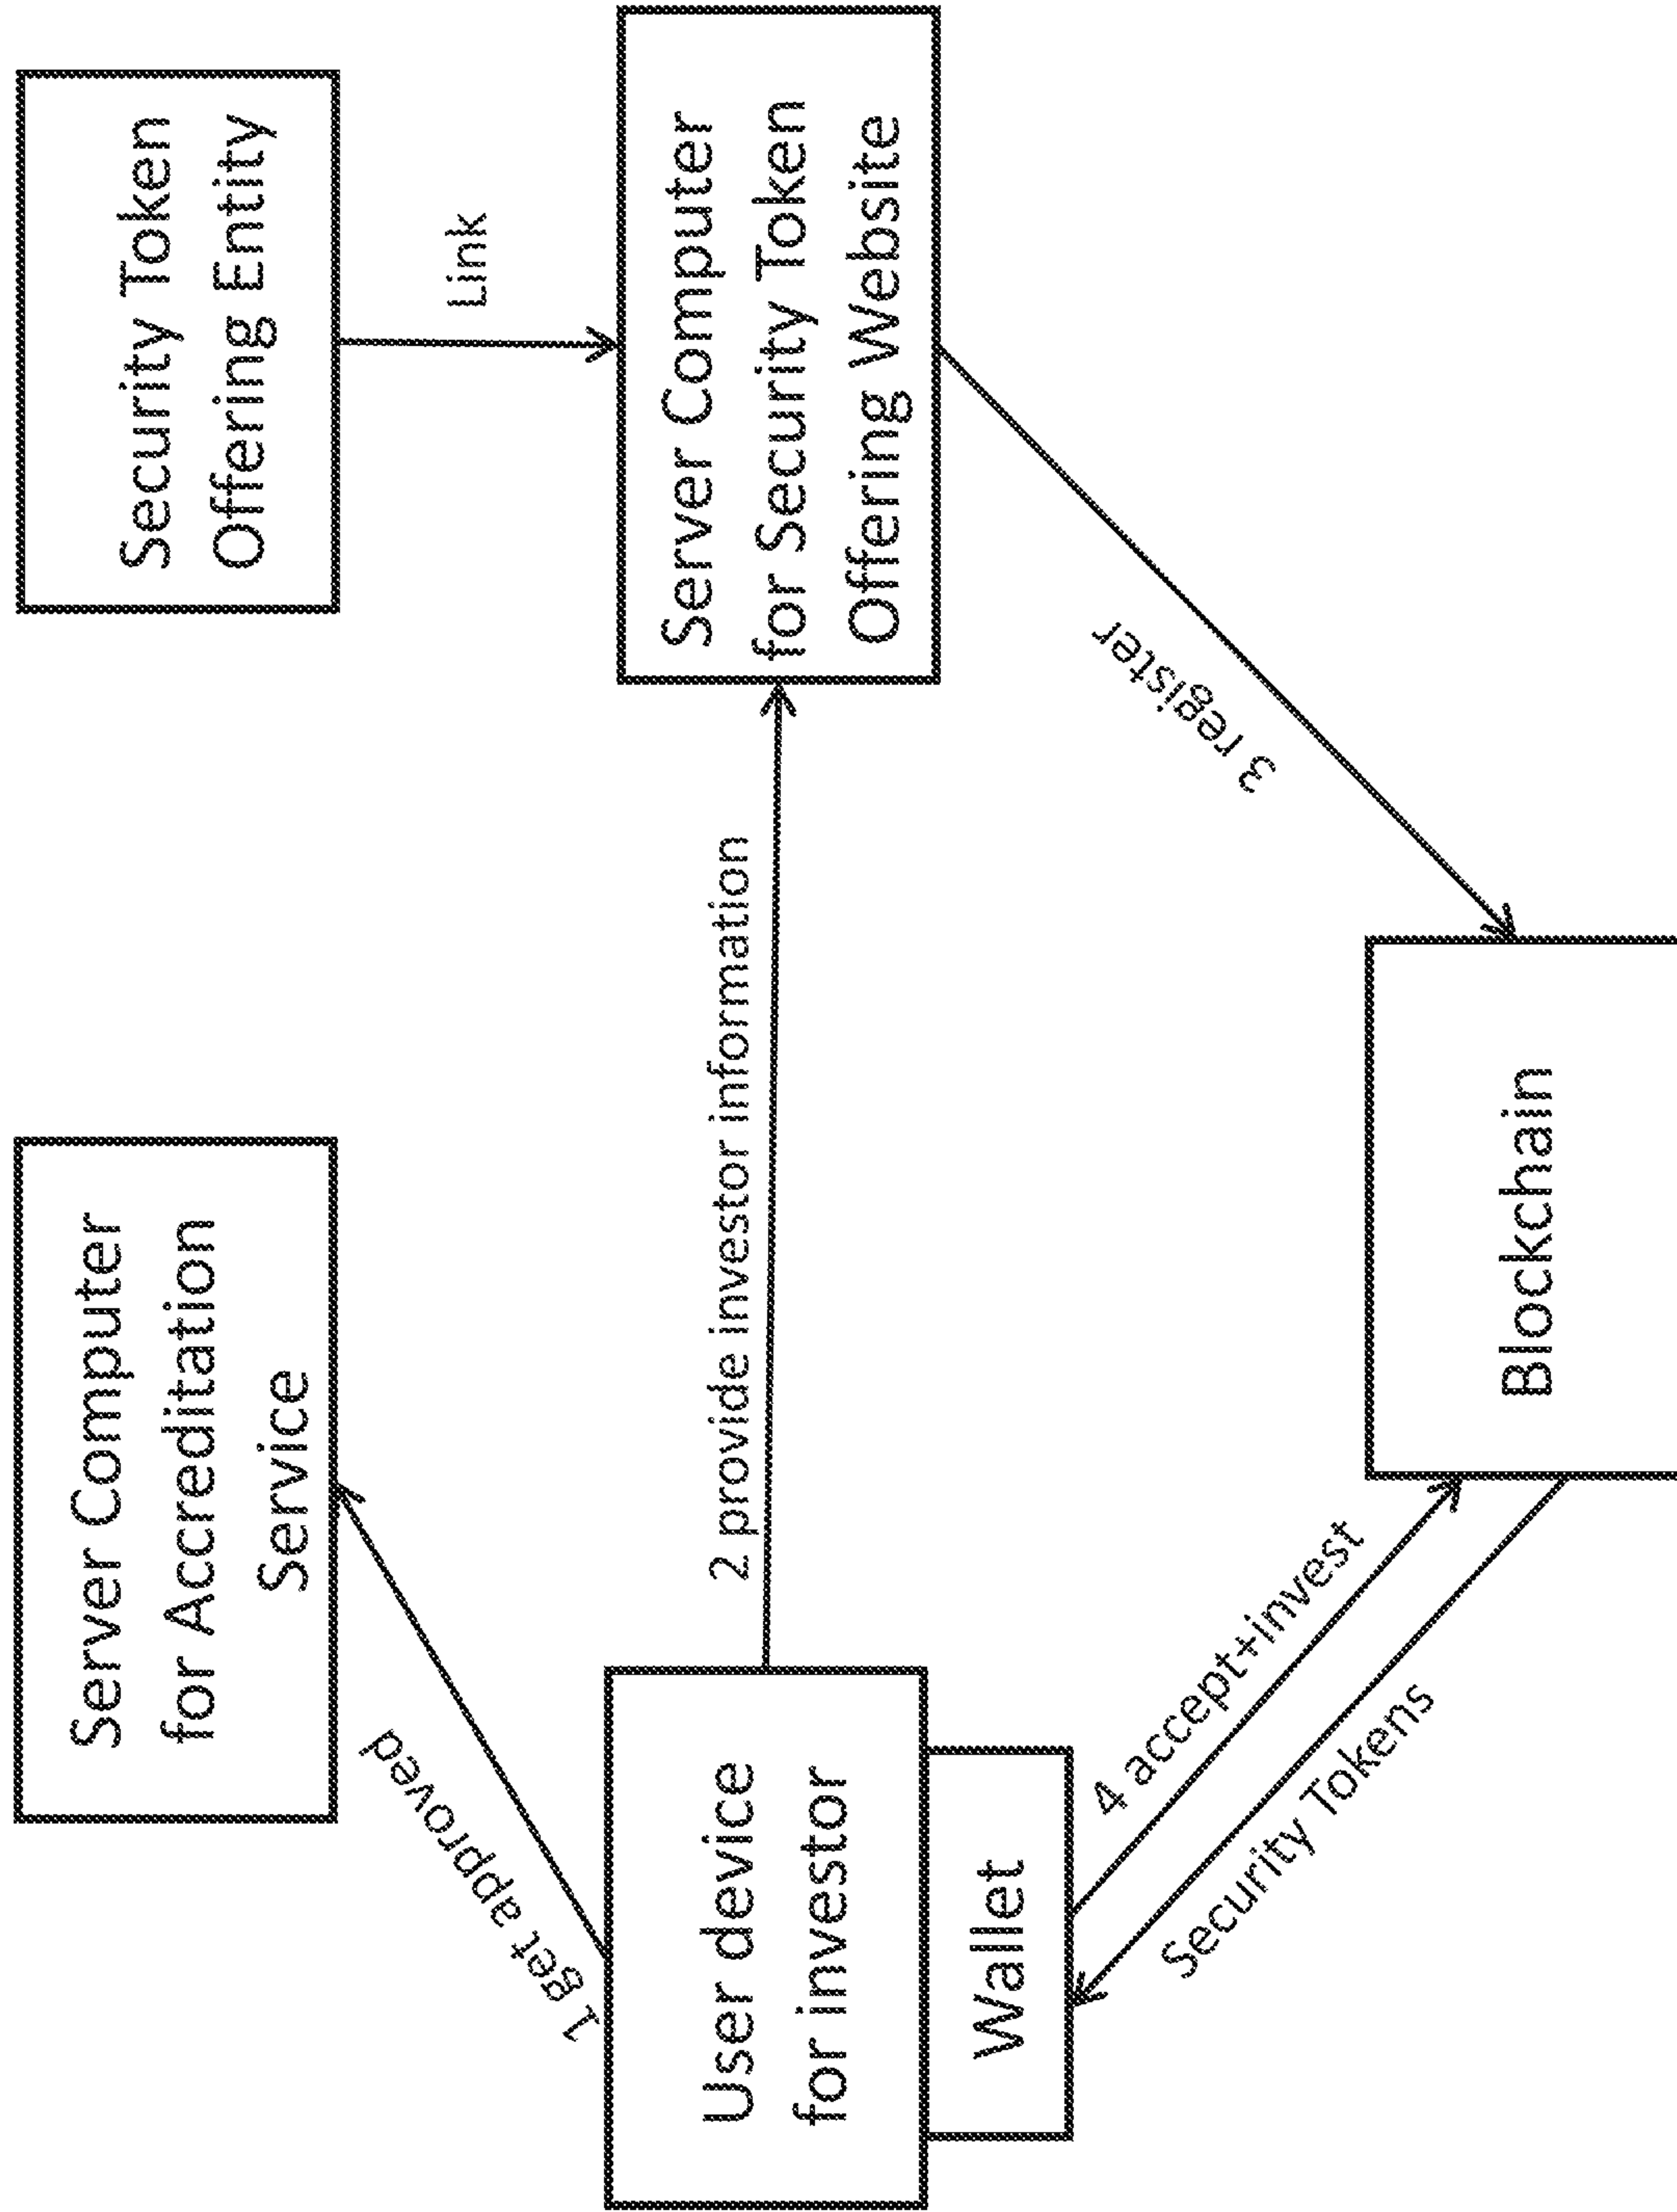 Server Computer
for Accreditation
Service
Security Token
Offering Entity
1 get approved
Link
User device
for investor
2 provide investor information
Server Computer
for Security Token
Offering Website
Wallet
4 accept+invest
Security Tokens
3 register
Blockchain